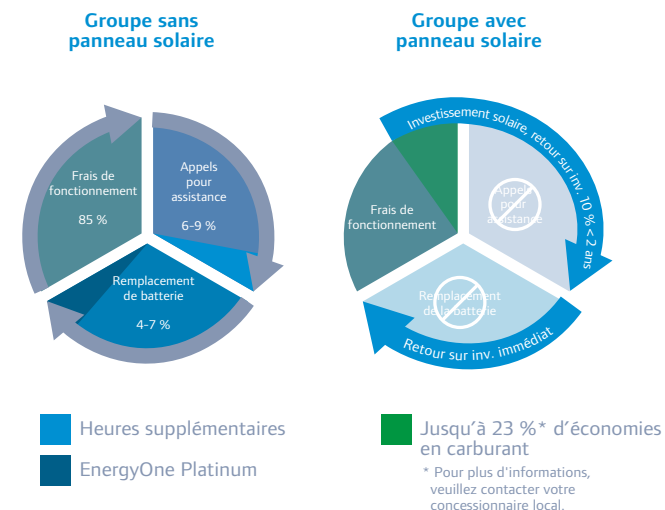 Groupe sans
panneau solaire
Frais de
fonctionnement
85 %
Appels
pour
assistance
6-9 %
Remplacement
de batterie
4-7 %
Heures supplémentaires
EnergyOne Platinum
Groupe avec
panneau solaire
Investissement solaire, retour sur inv. 10 % < 2 ans
Frais de
fonctionnement
Appels
pour
assistance
Remplacement
de la batterie
Retour sur inv. immédiat
Jusqu’à 23 %* d’économies
en carburant
* Pour plus d'informations,
veuillez contacter votre
concessionnaire local.